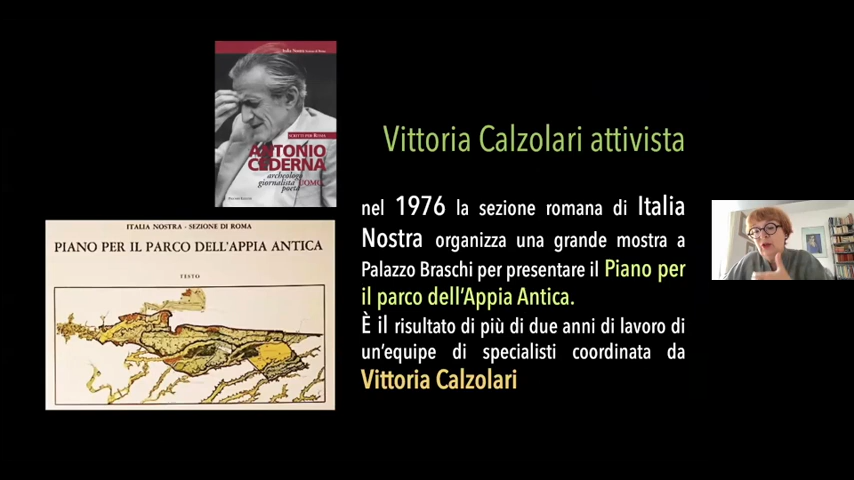 Italia Nostra
SCRITTI PER ROMA
ANTONIO
CEDERNA
archeologo
giornalista UOMO
poeta
ITALIA NOSTRA - SEZIONE DI ROMA
PIANO PER IL PARCO DELL'APPIA ANTICA
TESTO
Vittoria Calzolari attivista
nel 1976 la sezione romana di Italia
Nostra organizza una grande mostra a
Palazzo Braschi per presentare il Piano per
il parco dell'Appia Antica.
È il risultato di più di due anni di lavoro di
un'equipe di specialisti coordinata da
Vittoria Calzolari